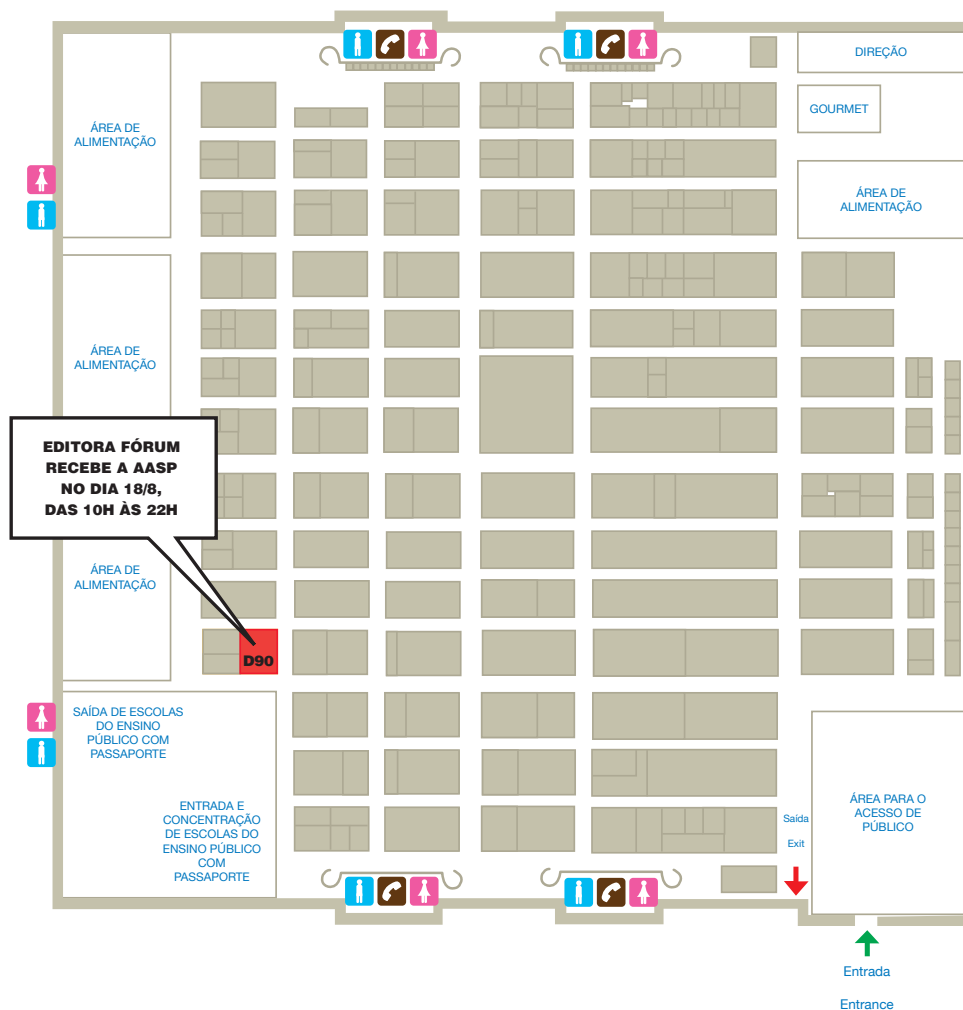 DIREÇÃO
GOURMET
ÁREA DE
ALIMENTAÇÃO
ÁREA DE
ALIMENTAÇÃO
ÁREA DE
ALIMENTAÇÃO
EDITORA FÓRUM
RECEBE A AASP
NO DIA 18/8,
DAS 10H ÀS 22H
ÁREA DE
ALIMENTAÇÃO
D90
SAÍDA DE ESCOLAS
DO ENSINO
PÚBLICO COM
PASSAPORTE
ENTRADA E
CONCENTRAÇÃO
DE ESCOLAS DO
ENSINO PÚBLICO
COM
PASSAPORTE
ÁREA PARA O
ACESSO DE
PÚBLICO
Saída
Exit
Entrada
Entrance